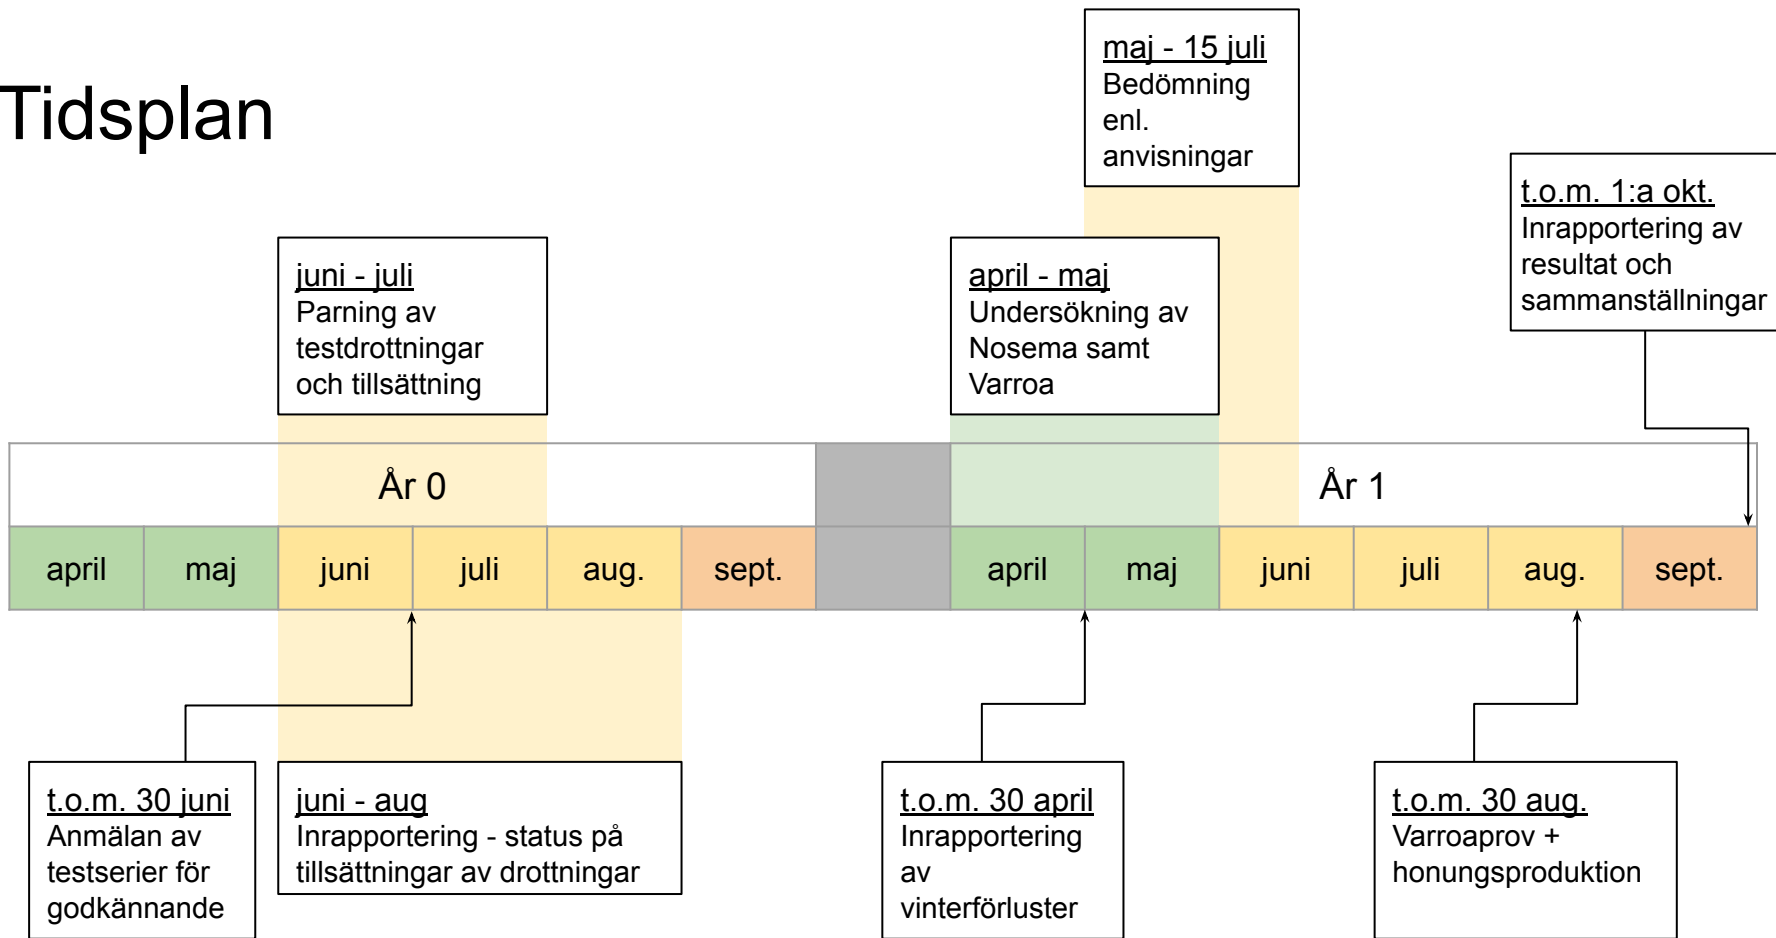 Tidsplan
maj - 15 juli
Bedömning
enl.
anvisningar
t.o.m. 1:a okt.
Inrapportering av
resultat och
sammanställningar
juni - juli
Parning av
testdrottningar
och tillsättning
april - maj
Undersökning av
Nosema samt
Varroa
År 0
År 1
april
maj
juni
juli
aug.
sept.
april
maj
juni
juli
aug.
sept.
t.o.m. 30 juni
Anmälan av
testserier för
godkännande
juni - aug
Inrapportering - status på
tillsättningar av drottningar
t.o.m. 30 april
Inrapportering
av
vinterförluster
t.o.m. 30 aug.
Varroaprov +
honungsproduktion